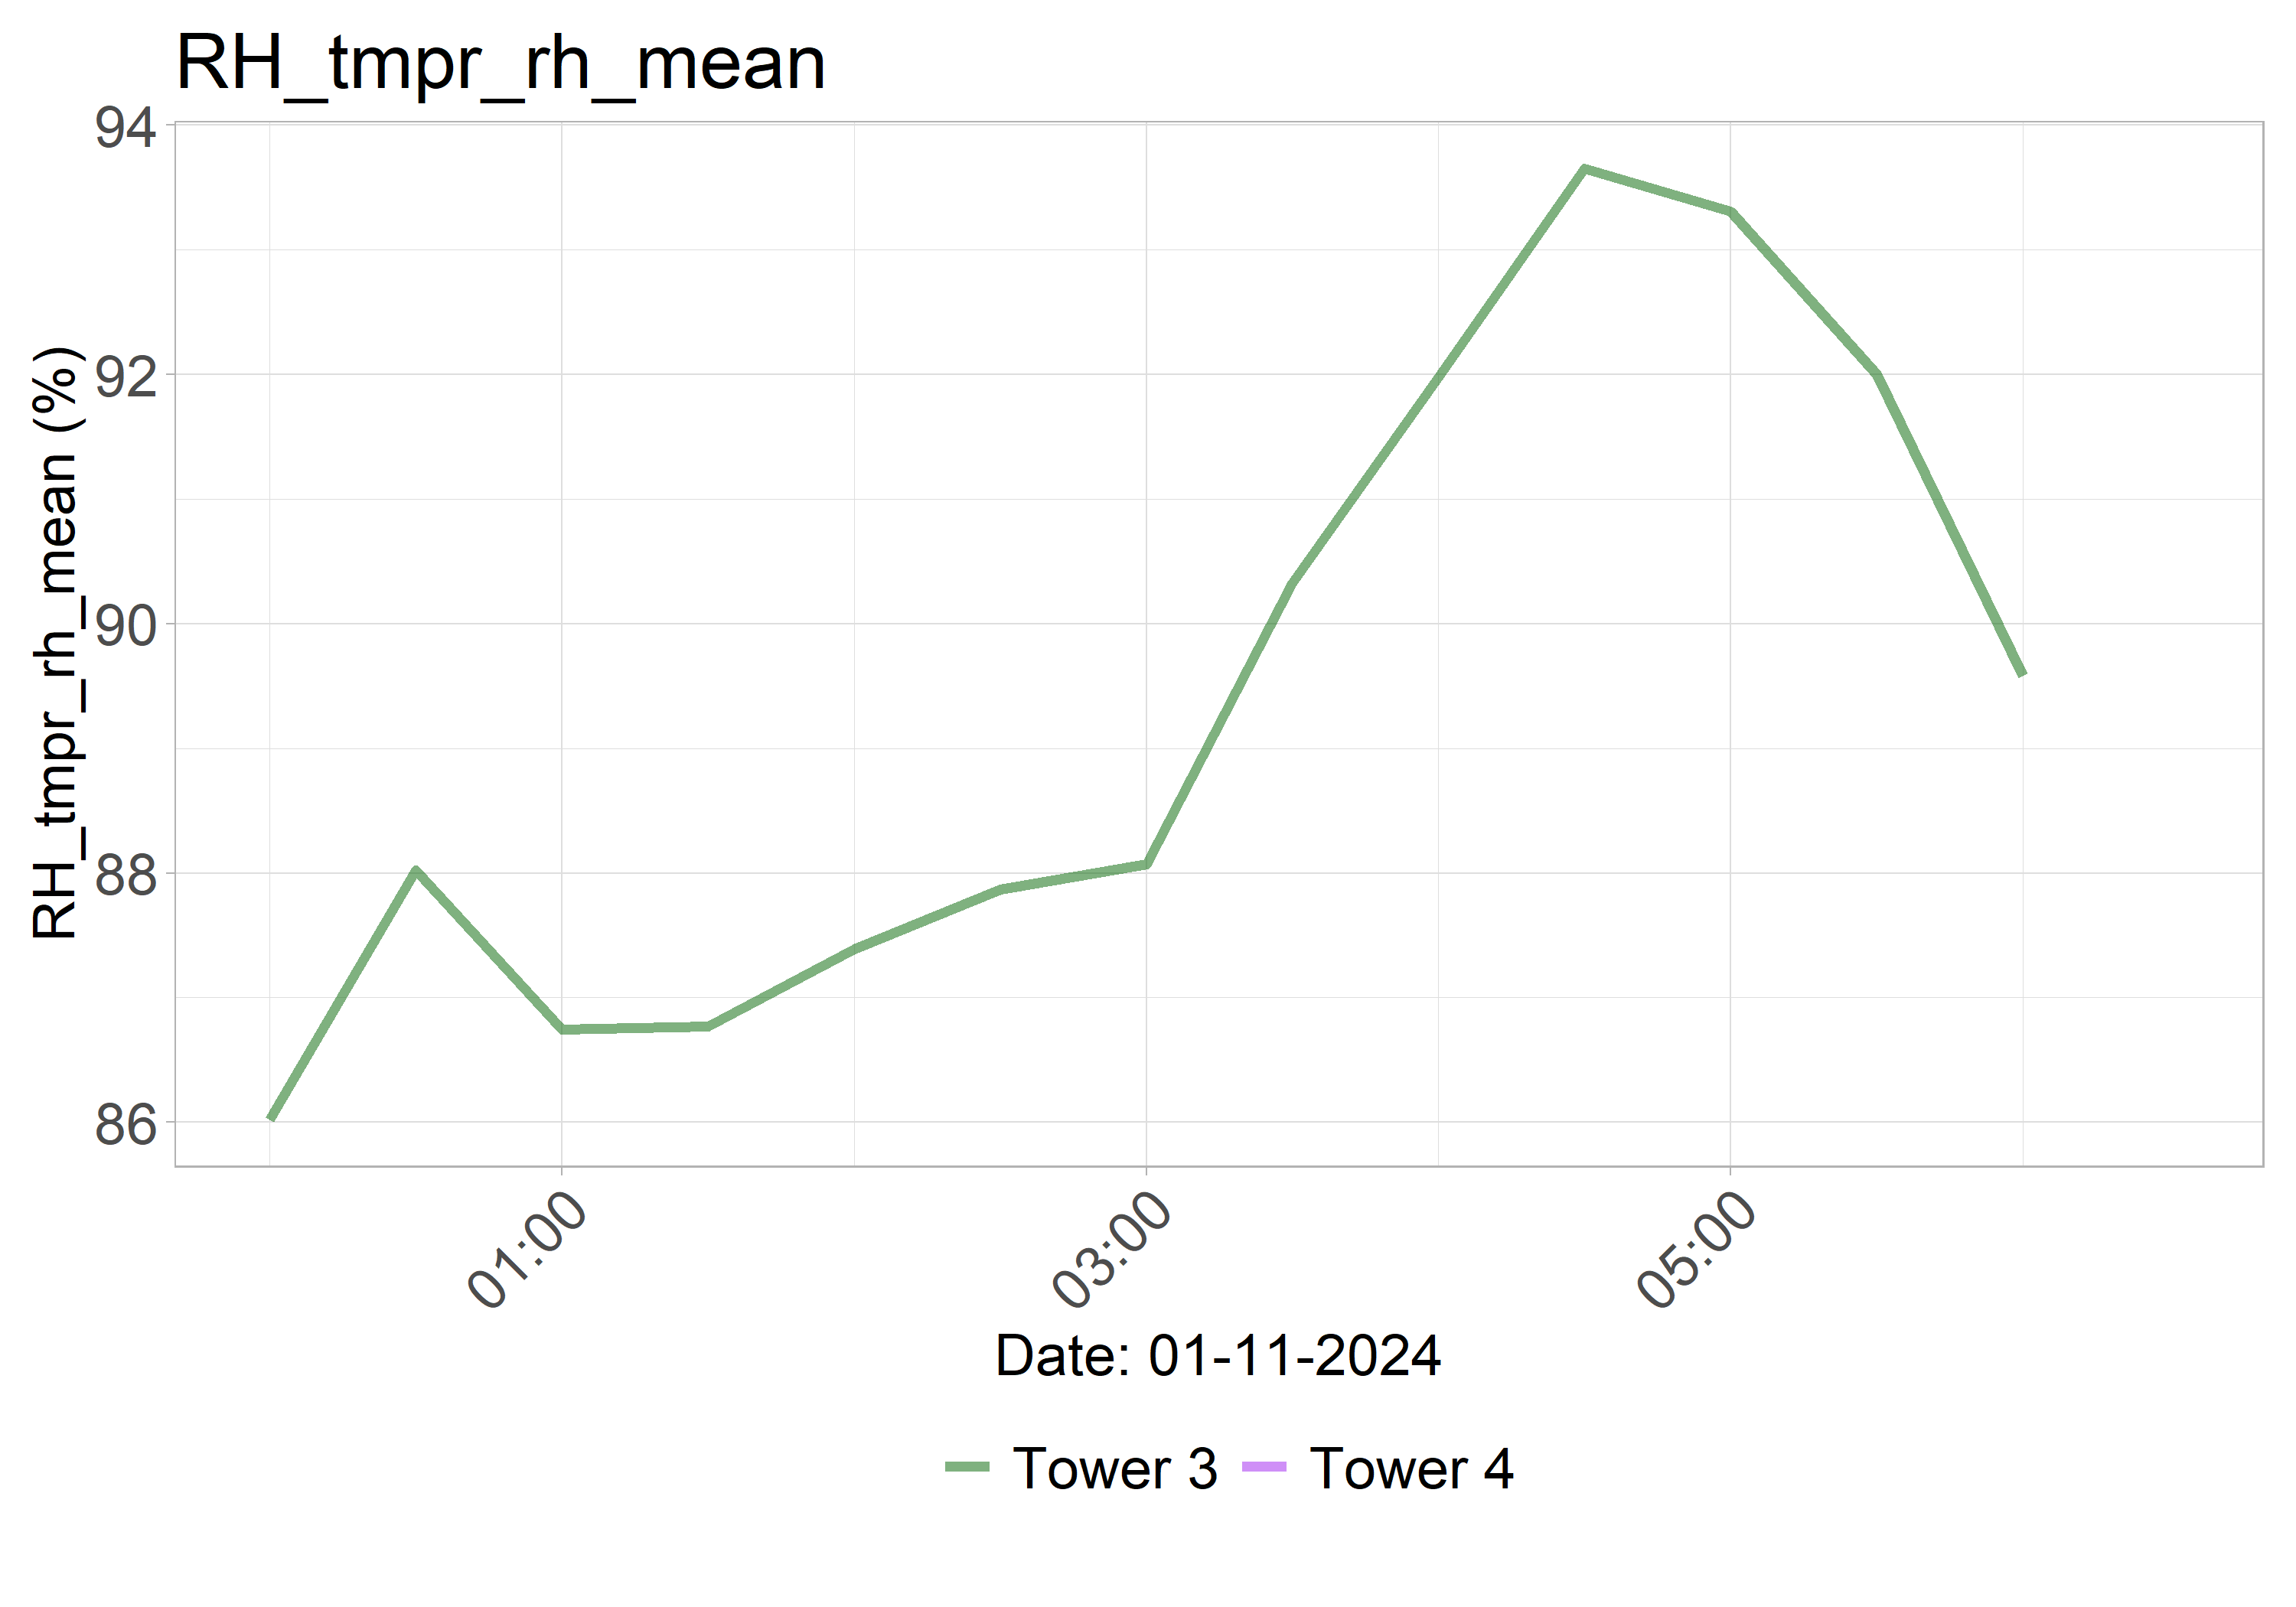 RH_tmpr_rh_mean
RH_tmpr_rh_mean (%)
94
92
90
88
86
01:00
03:00
05:00
Date: 01-11-2024
Tower 3
Tower 4